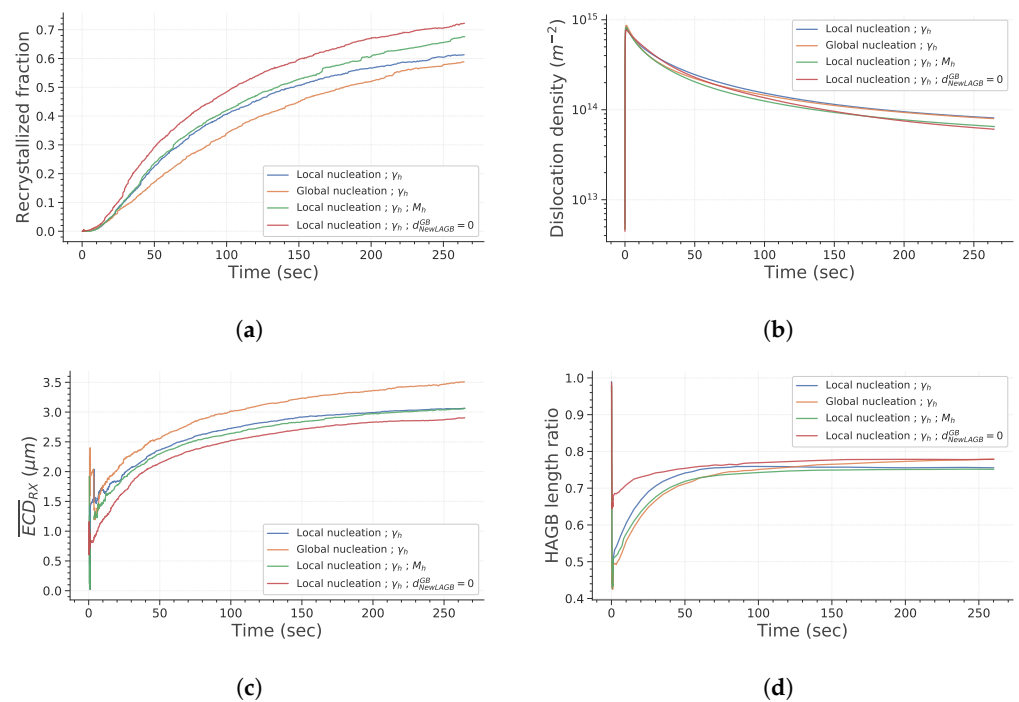 0.7
0.6
0.5
0.4
0.3
0.2
0.1
0.0
Recrystallized fraction
Local nucleation ; γh
Global nucleation ; γh
Local nucleation ; γh ; Mh
Local nucleation ; γh ; d^GB_NewLAGB = 0
0 50 100 150 200 250
Time (sec)
(a)
10^15
10^14
10^13
Dislocation density (m^−2)
Local nucleation ; γh
Global nucleation ; γh
Local nucleation ; γh ; Mh
Local nucleation ; γh ; d^GB_NewLAGB = 0
0 50 100 150 200 250
Time (sec)
(b)
3.5
3.0
2.5
2.0
1.5
1.0
0.5
0.0
ECD_RX (μm)
Local nucleation ; γh
Global nucleation ; γh
Local nucleation ; γh ; Mh
Local nucleation ; γh ; d^GB_NewLAGB = 0
0 50 100 150 200 250
Time (sec)
(c)
1.0
0.9
0.8
0.7
0.6
0.5
0.4
HAGB length ratio
Local nucleation ; γh
Global nucleation ; γh
Local nucleation ; γh ; Mh
Local nucleation ; γh ; d^GB_NewLAGB = 0
0 50 100 150 200 250
Time (sec)
(d)